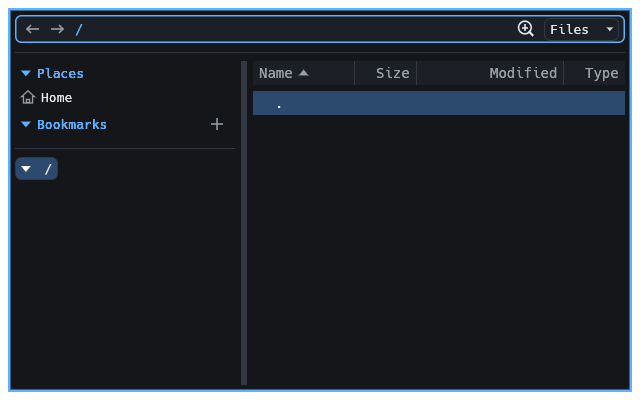 / Files
Places
Home
Bookmarks
/
Name Size Modified Type
.